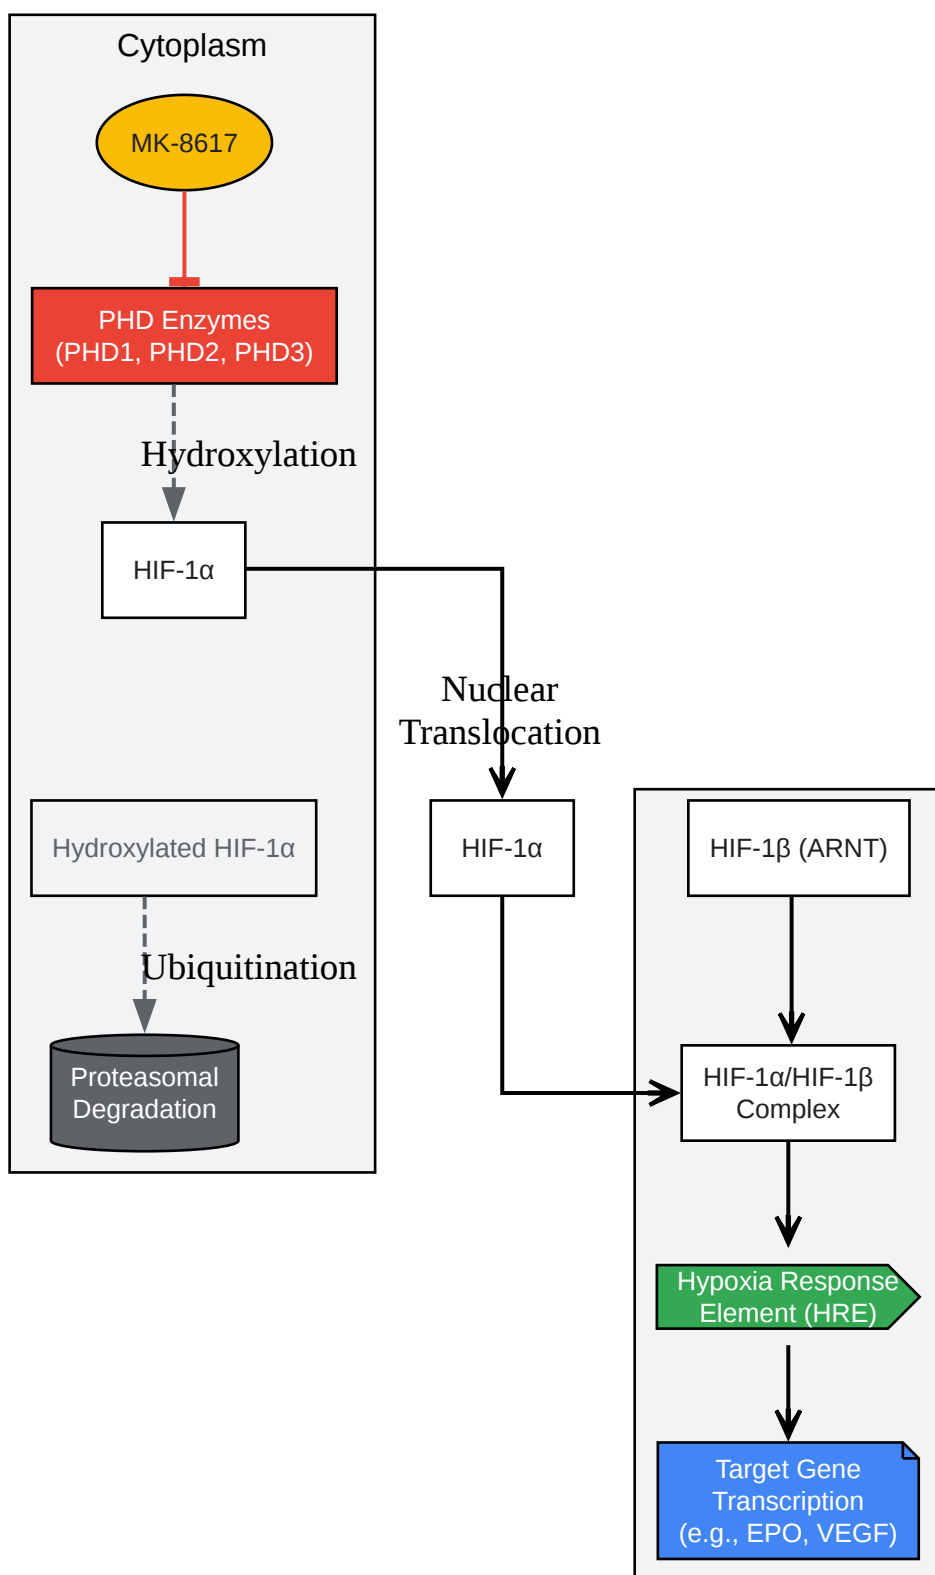 Cytoplasm
MK-8617
PHD Enzymes
(PHD1, PHD2, PHD3)
Hydroxylation
HIF-1α
Nuclear
Translocation
Hydroxylated HIF-1α
HIF-1α
HIF-1β (ARNT)
Ubiquitination
Proteasomal
Degradation
HIF-1α/HIF-1β
Complex
Hypoxia Response
Element (HRE)
Target Gene
Transcription
(e.g., EPO, VEGF)